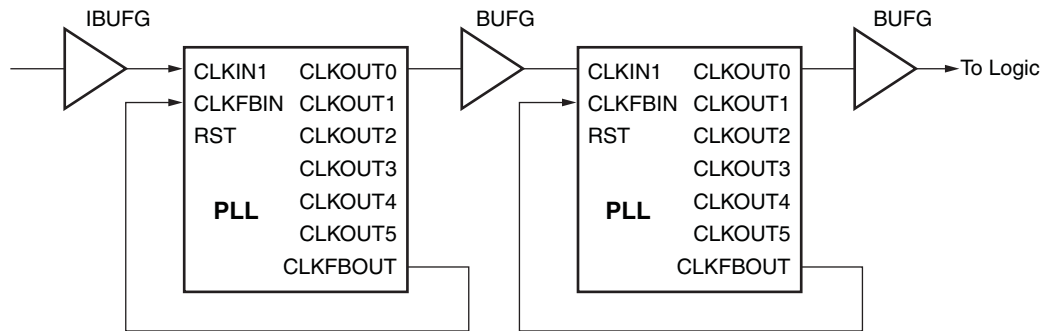 IBUFG
BUFG
BUFG
CLKIN1 CLKOUT0
CLKFBIN CLKOUT1
RST CLKOUT2
CLKOUT3
PLL CLKOUT4
CLKOUT5
CLKFBOUT
CLKIN1 CLKOUT0
CLKFBIN CLKOUT1
RST CLKOUT2
CLKOUT3
PLL CLKOUT4
CLKOUT5
CLKFBOUT
To Logic